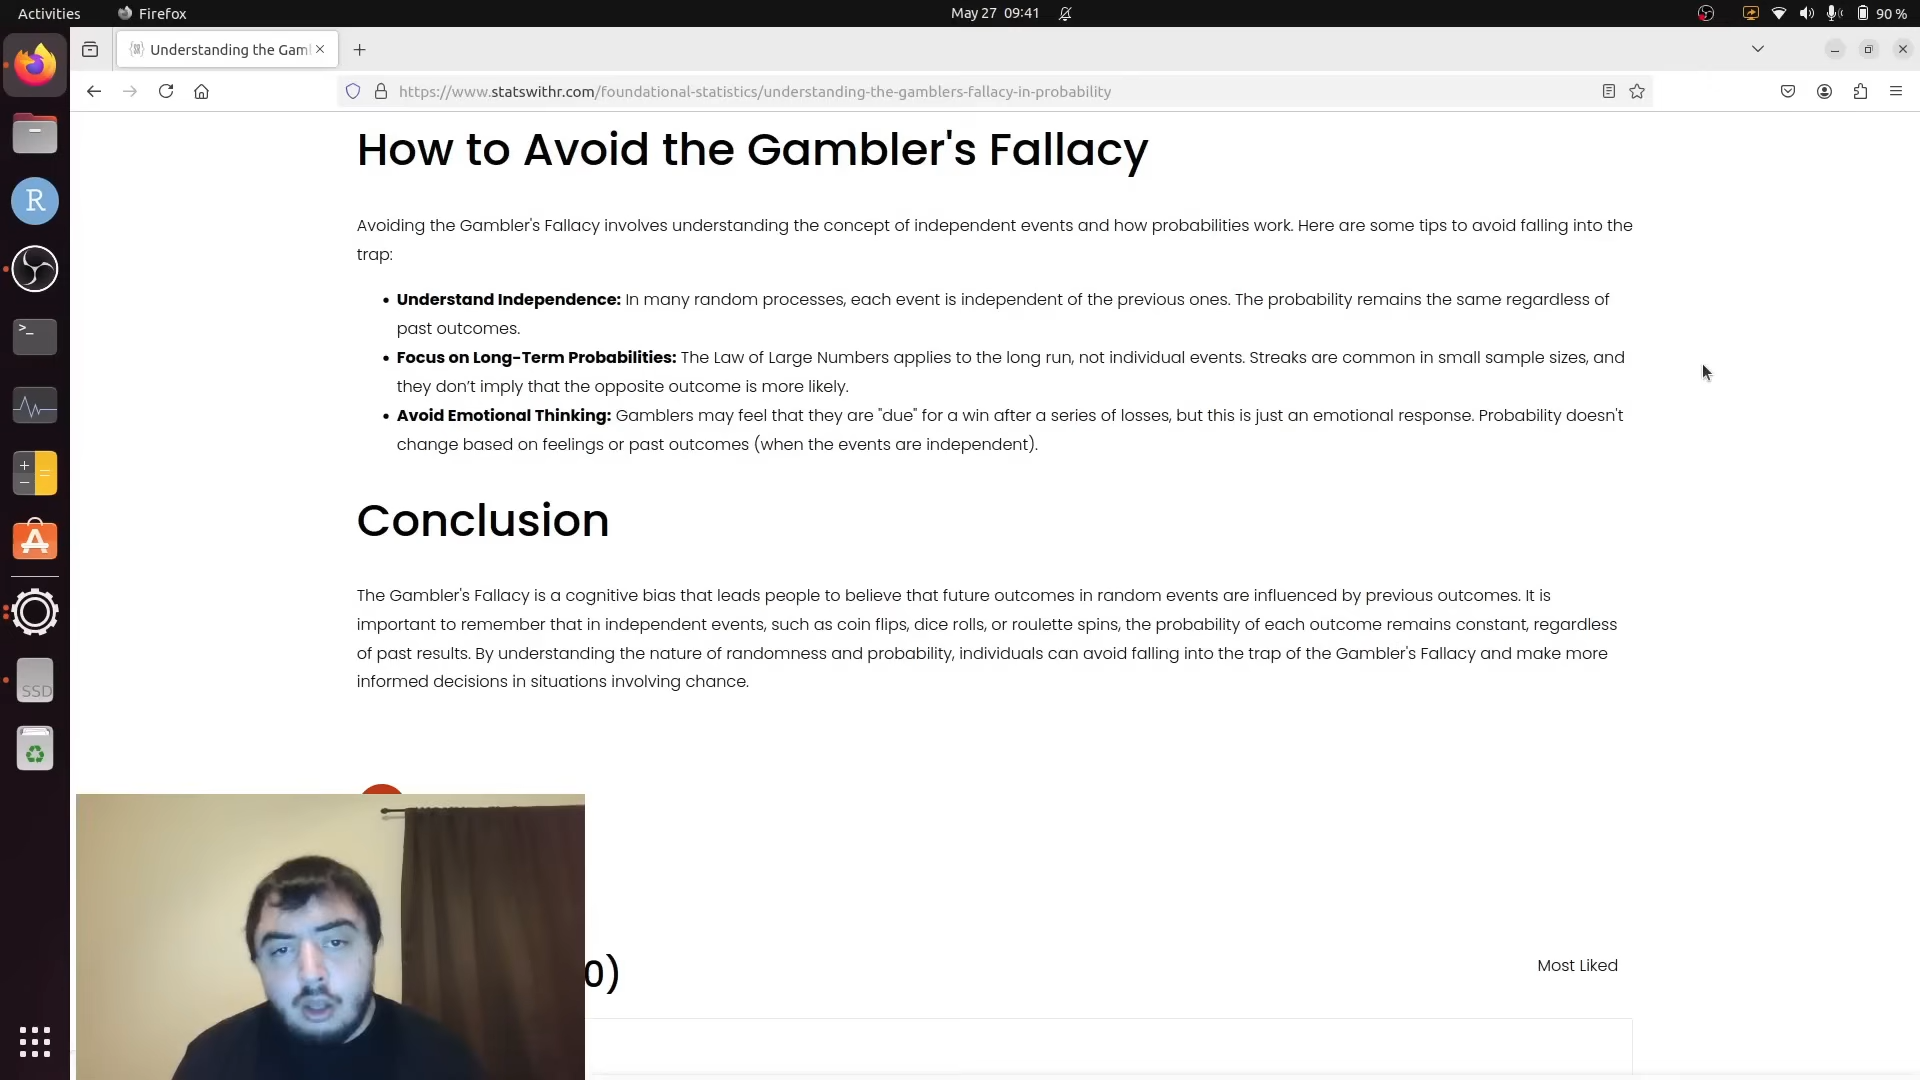 Activities
Firefox
May 27 09:41
90 %
Understanding the Gam
https://www.statswithr.com/foundational-statistics/understanding-the-gamblers-fallacy-in-probability
How to Avoid the Gambler's Fallacy
Avoiding the Gambler's Fallacy involves understanding the concept of independent events and how probabilities work. Here are some tips to avoid falling into the
trap:
• Understand Independence: In many random processes, each event is independent of the previous ones. The probability remains the same regardless of
past outcomes.
• Focus on Long-Term Probabilities: The Law of Large Numbers applies to the long run, not individual events. Streaks are common in small sample sizes, and
they don’t imply that the opposite outcome is more likely.
• Avoid Emotional Thinking: Gamblers may feel that they are "due" for a win after a series of losses, but this is just an emotional response. Probability doesn't
change based on feelings or past outcomes (when the events are independent).
Conclusion
The Gambler's Fallacy is a cognitive bias that leads people to believe that future outcomes in random events are influenced by previous outcomes. It is
important to remember that in independent events, such as coin flips, dice rolls, or roulette spins, the probability of each outcome remains constant, regardless
of past results. By understanding the nature of randomness and probability, individuals can avoid falling into the trap of the Gambler's Fallacy and make more
informed decisions in situations involving chance.
0)
Most Liked
R
>_
SSD